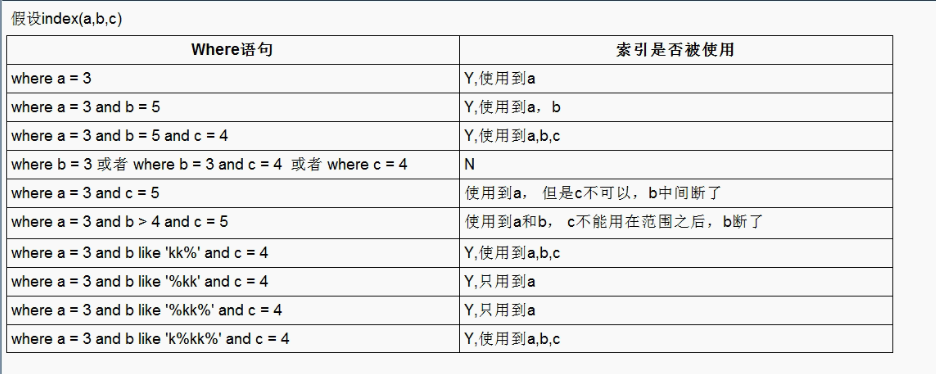 假设index(a,b,c)
Where语句 索引是否被使用
where a = 3 Y,使用到a
where a = 3 and b = 5 Y,使用到a，b
where a = 3 and b = 5 and c = 4 Y,使用到a,b,c
where b = 3 或者 where b = 3 and c = 4 或者 where c = 4 N
where a = 3 and c = 5 使用到a， 但是c不可以，b中间断了
where a = 3 and b > 4 and c = 5 使用到a和b， c不能用在范围之后，b断了
where a = 3 and b like 'kk%' and c = 4 Y,使用到a,b,c
where a = 3 and b like '%kk' and c = 4 Y,只用到a
where a = 3 and b like '%kk%' and c = 4 Y,只用到a
where a = 3 and b like 'k%kk%' and c = 4 Y,使用到a,b,c